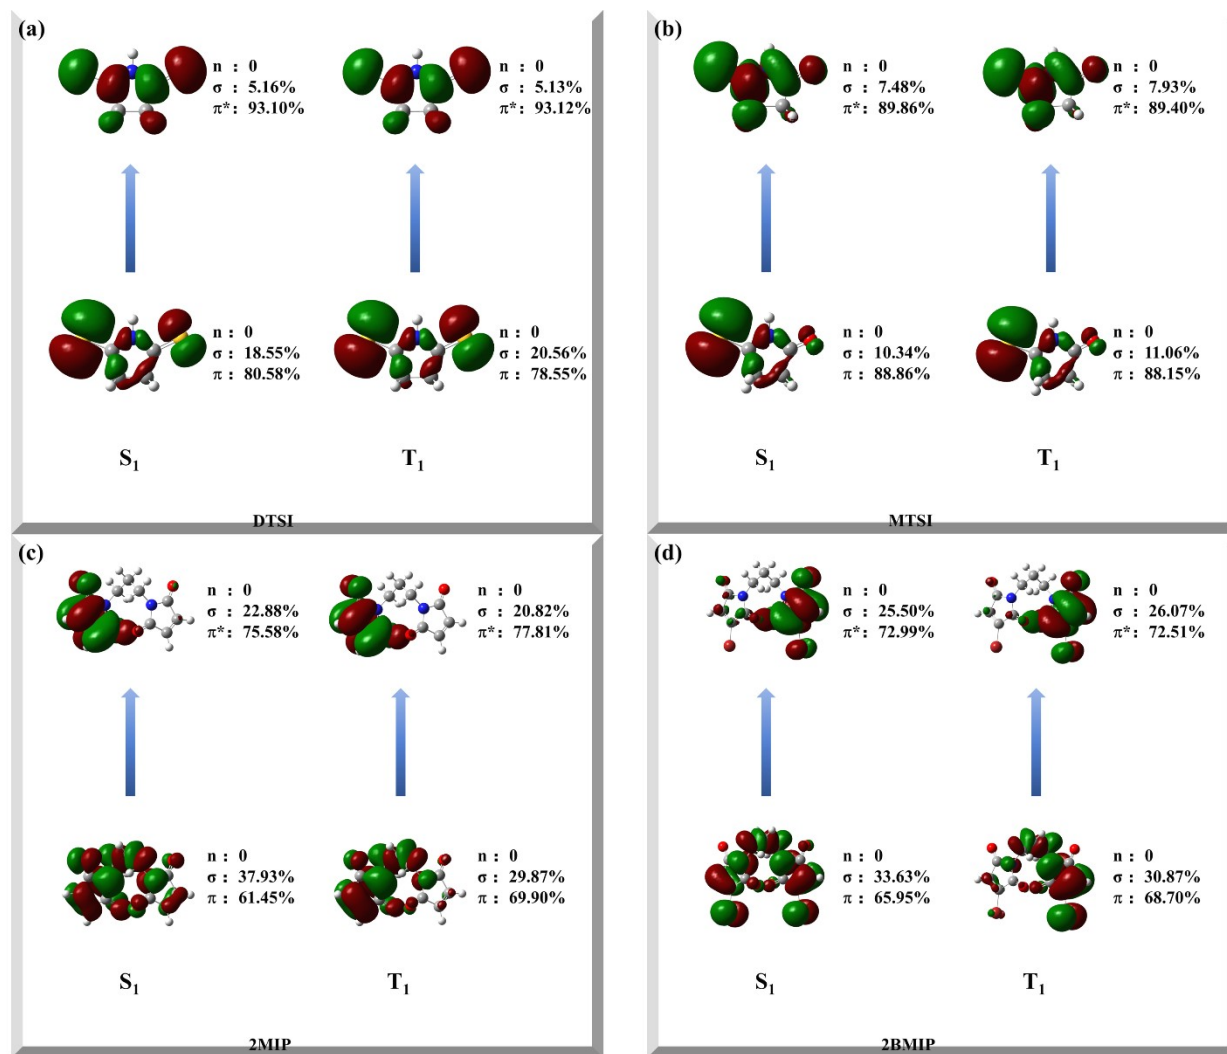 (a)
n : 0
σ : 5.16%
π* : 93.10%
n : 0
σ : 5.13%
π* : 93.12%
n : 0
σ : 18.55%
π : 80.58%
n : 0
σ : 20.56%
π : 78.55%
S1
T1
DTSI
(b)
n : 0
σ : 7.48%
π* : 89.86%
n : 0
σ : 7.93%
π* : 89.40%
n : 0
σ : 10.34%
π : 88.86%
n : 0
σ : 11.06%
π : 88.15%
S1
T1
MTSI
(c)
n : 0
σ : 22.88%
π* : 75.58%
n : 0
σ : 20.82%
π* : 77.81%
n : 0
σ : 37.93%
π : 61.45%
n : 0
σ : 29.87%
π : 69.90%
S1
T1
2MIP
(d)
n : 0
σ : 25.50%
π* : 72.99%
n : 0
σ : 26.07%
π* : 72.51%
n : 0
σ : 33.63%
π : 65.95%
n : 0
σ : 30.87%
π : 68.70%
S1
T1
2BMIP